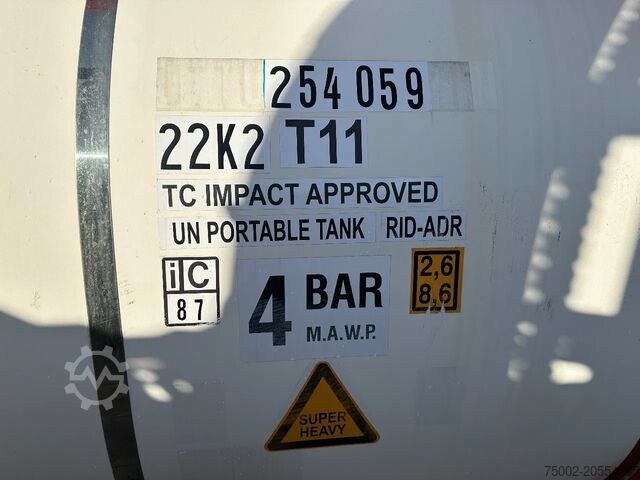 254 059
22K2 T11
TC IMPACT APPROVED
UN PORTABLE TANK RID-ADR
iC
87
4 BAR
M.A.W.P.
2,6
8,6
SUPER
HEAVY
75002-2055